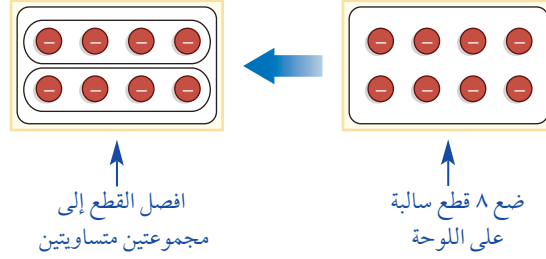 ضع ٨ قطع سالبة
على اللوحة
افصل القطع إلى
مجموعتين متساويتين